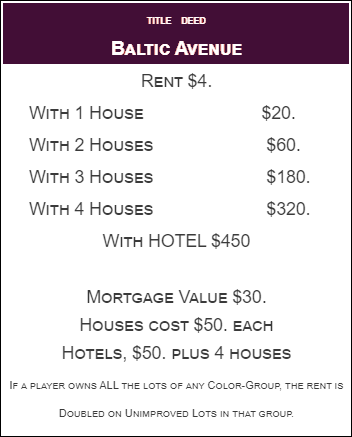 TITLE DEED
BALTIC AVENUE
RENT $4.
WITH 1 HOUSE $20.
WITH 2 HOUSES $60.
WITH 3 HOUSES $180.
WITH 4 HOUSES $320.
WITH HOTEL $450
MORTGAGE VALUE $30.
HOUSES COST $50. EACH
HOTELS, $50. PLUS 4 HOUSES
IF A PLAYER OWNS ALL THE LOTS OF ANY COLOR-GROUP, THE RENT IS
DOUBLED ON UNIMPROVED LOTS IN THAT GROUP.